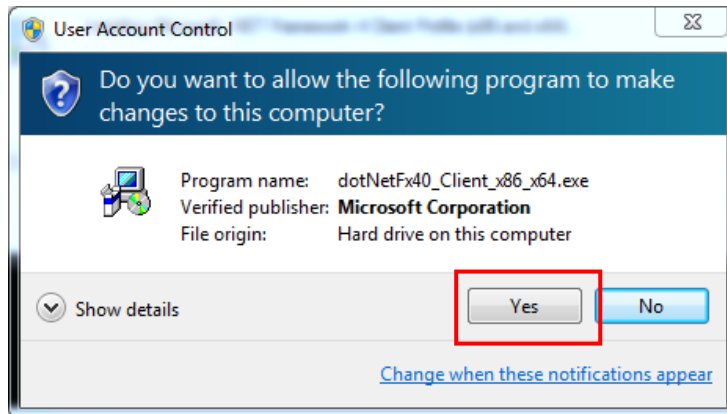 User Account Control
Do you want to allow the following program to make
changes to this computer?
Program name: dotNetFx40_Client_x86_x64.exe
Verified publisher: Microsoft Corporation
File origin: Hard drive on this computer
Show details
Yes
No
Change when these notifications appear